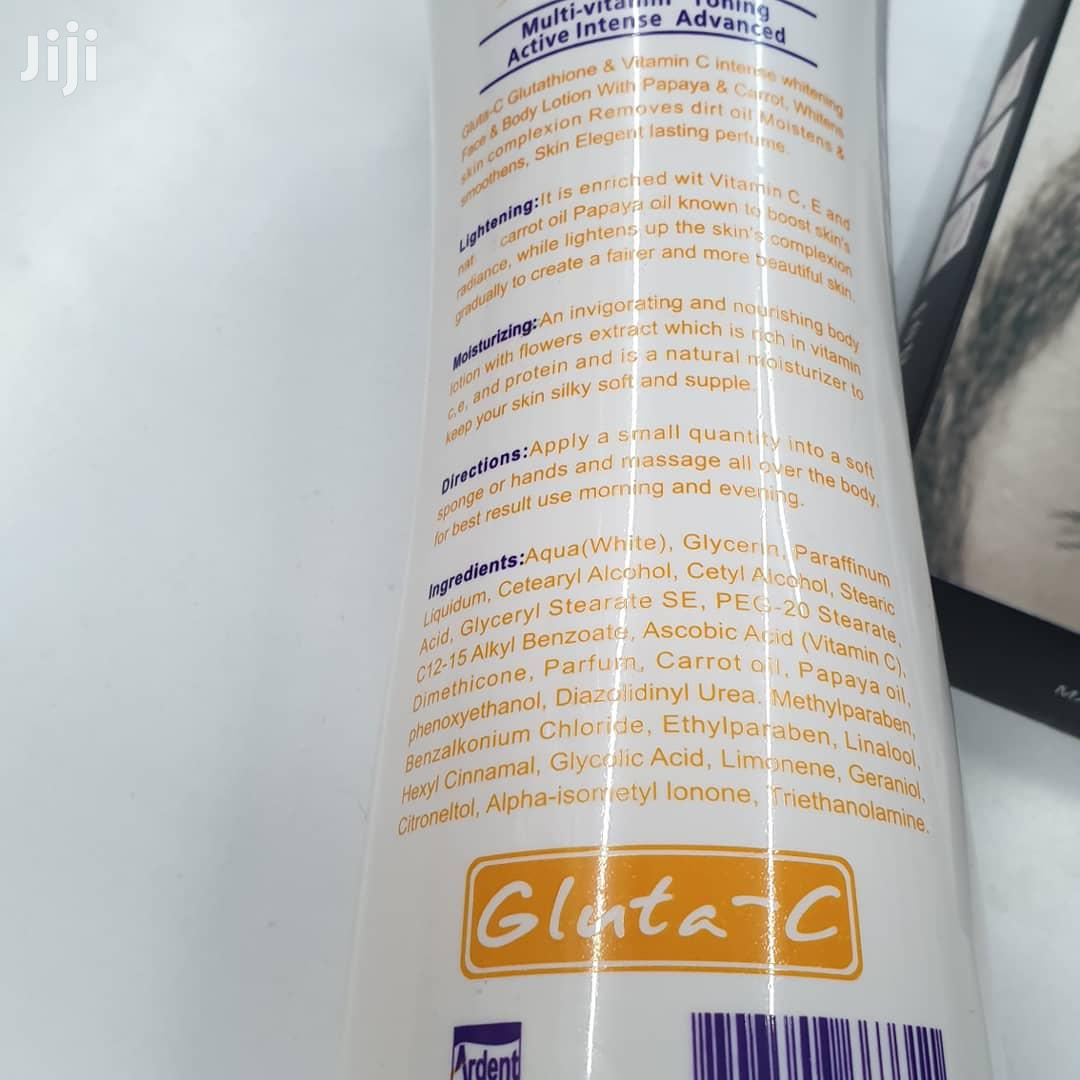 Jiji
Multi-vitamin Toning
Active Intense Advanced
Gluta-C Glutathione & Vitamin C intense whitening
Face & Body Lotion With Papaya & Carrot, Whitens
skin complexion Removes dirt oil Moistens &
smoothens, Skin Elegent lasting perfume.
Lightening:It is enriched wit Vitamin C, E and
nat carrot oil Papaya oil known to boost skin's
radiance, while lightens up the skin's complexion
gradually to create a fairer and more beautiful skin.
Moisturizing:An invigorating and nourishing body
lotion with flowers extract which is rich in vitamin
c,e, and protein and is a natural moisturizer to
keep your skin silky soft and supple.
Directions:Apply a small quantity into a soft
sponge or hands and massage all over the body,
for best result use morning and evening.
Ingredients:Aqua(White), Glycerin, Paraffinum
Liquidum, Cetearyl Alcohol, Cetyl Alcohol, Stearic
Acid, Glyceryl Stearate SE, PEG-20 Stearate,
C12-15 Alkyl Benzoate, Ascobic Acid (Vitamin C),
Dimethicone, Parfum, Carrot oil, Papaya oil,
phenoxyethanol, Diazolidinyl Urea. Methylparaben,
Benzalkonium Chloride, Ethylparaben, Linalool,
Hexyl Cinnamal, Glycolic Acid, Limonene, Geraniol,
Citroneltol, Alpha-isometyl Ionone, Triethanolamine.
Gluta-C
Ardent